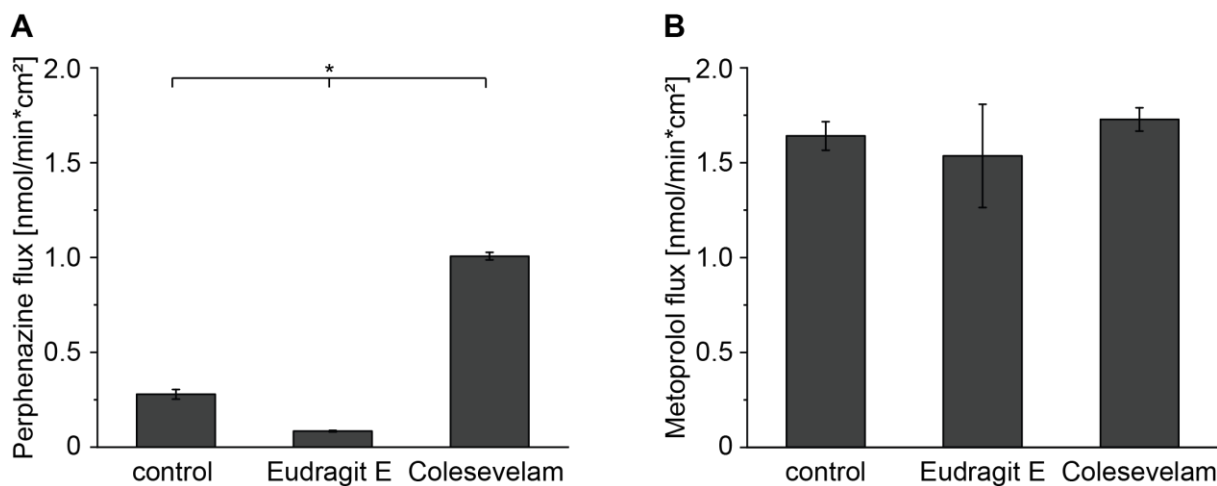 A
Perphenazine flux [nmol/min*cm²]
2.0
1.5
1.0
0.5
0
*
control
Eudragit E
Colesevelam
B
Metoprolol flux [nmol/min*cm²]
2.0
1.5
1.0
0.5
0
control
Eudragit E
Colesevelam